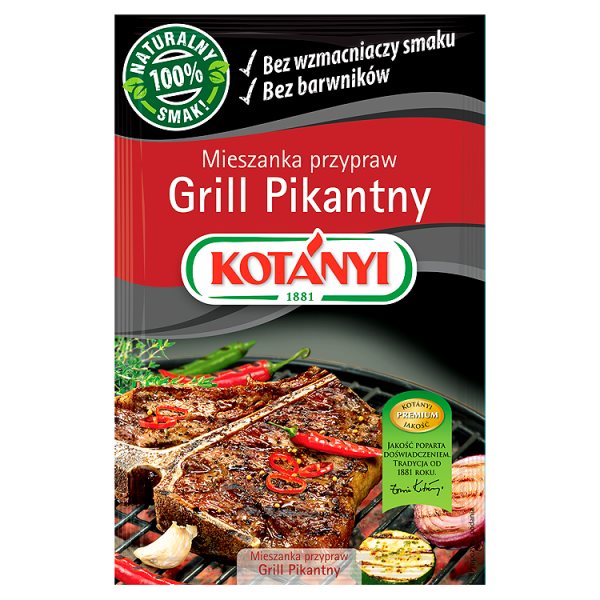 NATURALNY
100%
SMAK!
Bez wzmacniaczy smaku
Bez barwników
Mieszanka przypraw
Grill Pikantny
KOTÁNYI
1881
KOTÁNYI
PREMIUM
JAKOŚĆ
JAKOŚĆ POPARTA
DOŚWIADCZENIEM.
TRADYCJA OD
1881 ROKU.
Mieszanka przypraw
Grill Pikantny